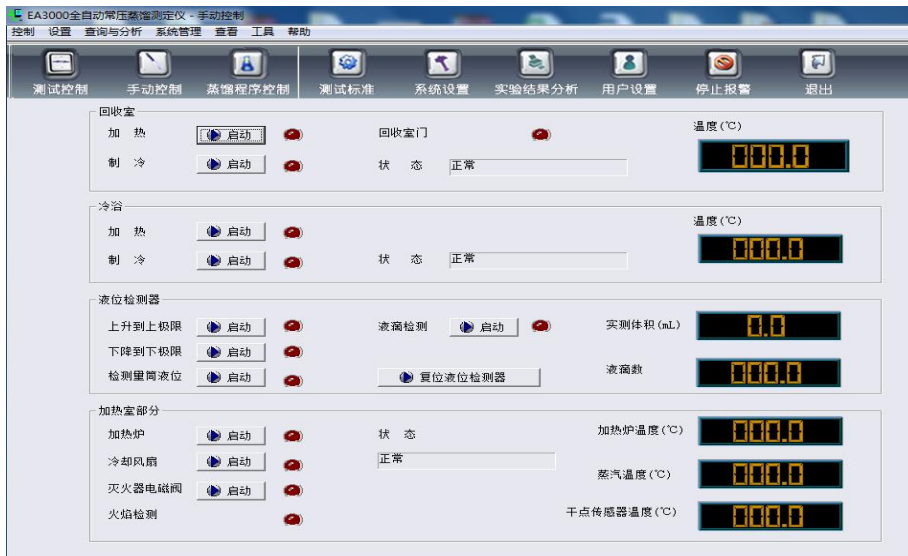 EA3000全自动常压蒸馏测定仪 - 手动控制
控制 设置 查询与分析 系统管理 查看 工具 帮助
测试控制 手动控制 蒸馏程序控制 测试标准 系统设置 实验结果分析 用户设置 停止报警 退出
回收室
加 热 启动 回收室门 温度(℃)
000.0
制 冷 启动 状 态 正常
冷浴
加 热 启动 温度(℃)
000.0
制 冷 启动 状 态 正常
液位检测器
上升到上极限 启动 液滴检测 启动 实测体积(mL) 0.0
下降到下极限 启动
检测量筒液位 启动 复位液位检测器 液滴数 000.0
加热室部分
加热炉 启动 状 态 加热炉温度(℃) 000.0
冷却风扇 启动 正常
蒸汽温度(℃) 000.0
灭火器电磁阀 启动
火焰检测 干点传感器温度(℃) 000.0